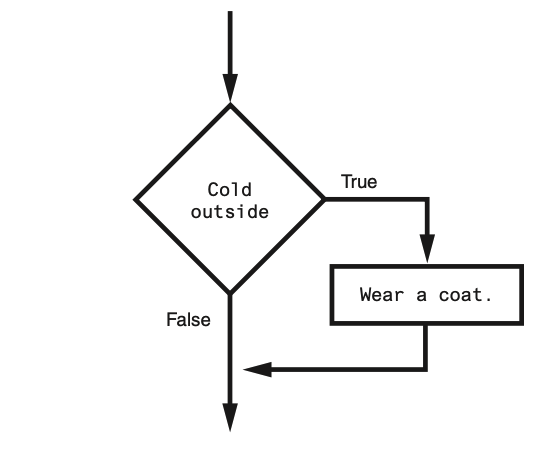 Cold
outside
True
Wear a coat.
False